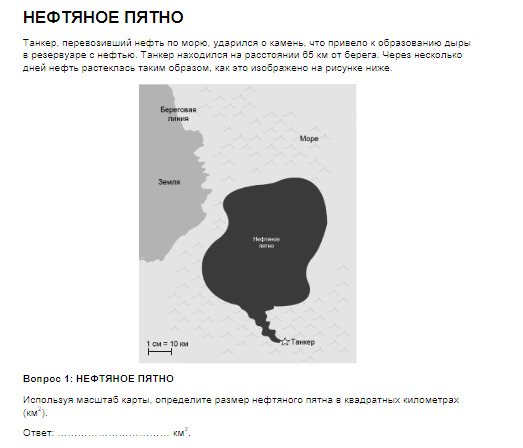 НЕФТЯНОЕ ПЯТНО
Танкер, перевозивший нефть по морю, ударился о камень, что привело к образованию дыры
в резервуаре с нефтью. Танкер находился на расстоянии 65 км от берега. Через несколько
дней нефть растеклась таким образом, как это изображено на рисунке ниже.
Береговая
линия
Море
Земля
Нефтяное
пятно
1 см = 10 км
Танкер
Вопрос 1: НЕФТЯНОЕ ПЯТНО
Используя масштаб карты, определите размер нефтяного пятна в квадратных километрах
(км²).
Ответ: ………………………… км².